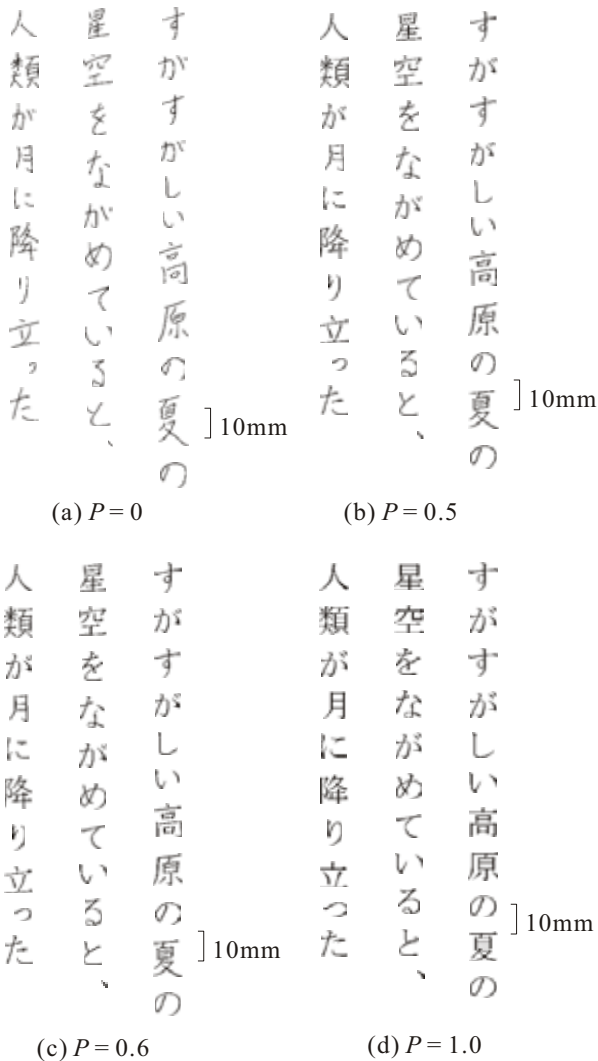 すがすがしい高原の夏の
星空をながめていると、
人類が月に降り立った
10mm
(a) P = 0
すがすがしい高原の夏の
星空をながめていると、
人類が月に降り立った
10mm
(b) P = 0.5
すがすがしい高原の夏の
星空をながめていると、
人類が月に降り立った
10mm
(c) P = 0.6
すがすがしい高原の夏の
星空をながめていると、
人類が月に降り立った
10mm
(d) P = 1.0